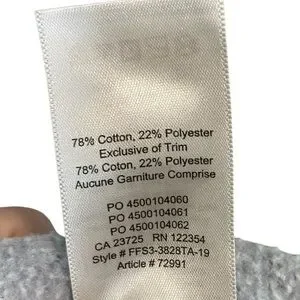 78% Cotton, 22% Polyester
Exclusive of Trim
78% Coton, 22% Polyester
Aucune Garniture Comprise
PO 4500104060
PO 4500104061
PO 4500104062
CA 23725 RN 122354
Style # FFS3-3828TA-19
Article # 72991